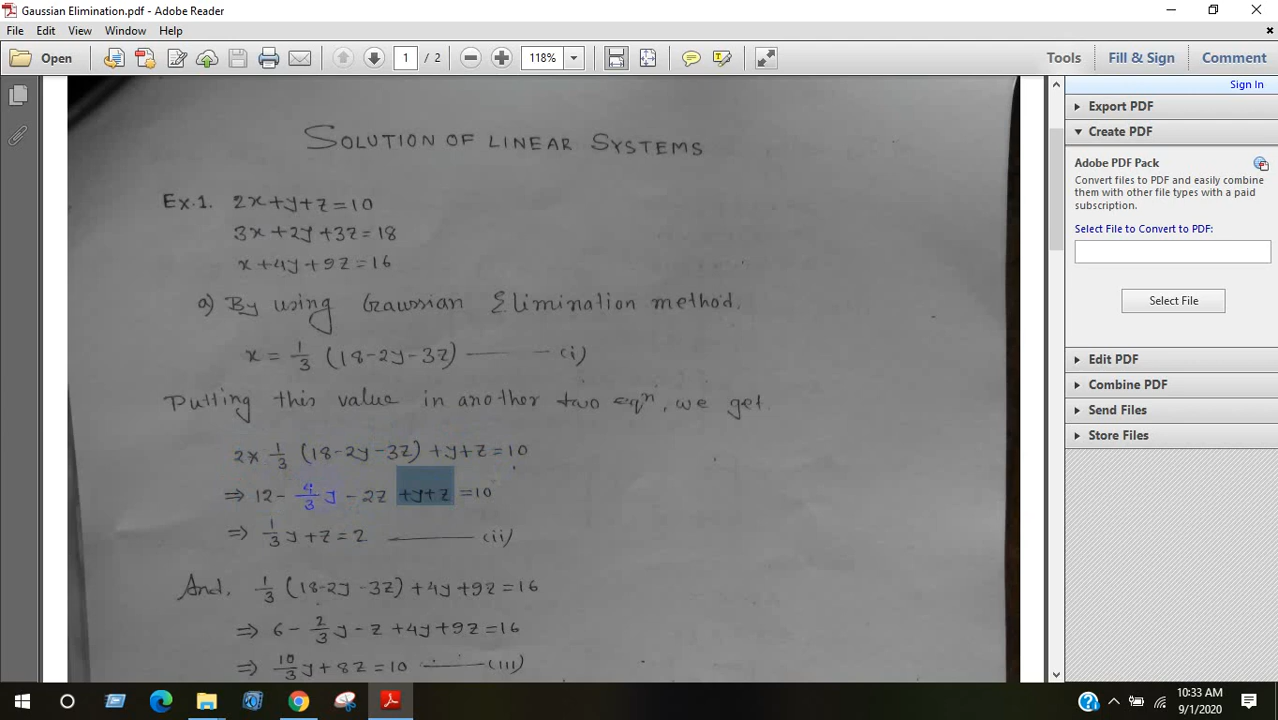 Gaussian Elimination.pdf - Adobe Reader
File Edit View Window Help
Open 1 / 2 118% Tools Fill & Sign Comment
Sign In
Export PDF
Create PDF
Adobe PDF Pack
Convert files to PDF and easily combine
them with other file types with a paid
subscription.
Select File to Convert to PDF:
Select File
Edit PDF
Combine PDF
Send Files
Store Files
SOLUTION OF LINEAR SYSTEMS
Ex.1. 2x+y+z=10
3x+2y+3z=18
x+4y+9z=16
a) By using Gaussian Elimination method.
x = 1/3 (18-2y-3z) ——— (i)
Putting this value in another two eqⁿ, we get.
2x 1/3 (18-2y-3z) +y+z=10
⇒ 12 - 4/3 y - 2z +y+z =10
⇒ 1/3 y+z=2 ——— (ii)
And, 1/3 (18-2y-3z)+4y+9z=16
⇒ 6 - 2/3 y - z +4y+9z=16
⇒ 10/3 y+8z=10 ——— (iii)
10:33 AM
9/1/2020